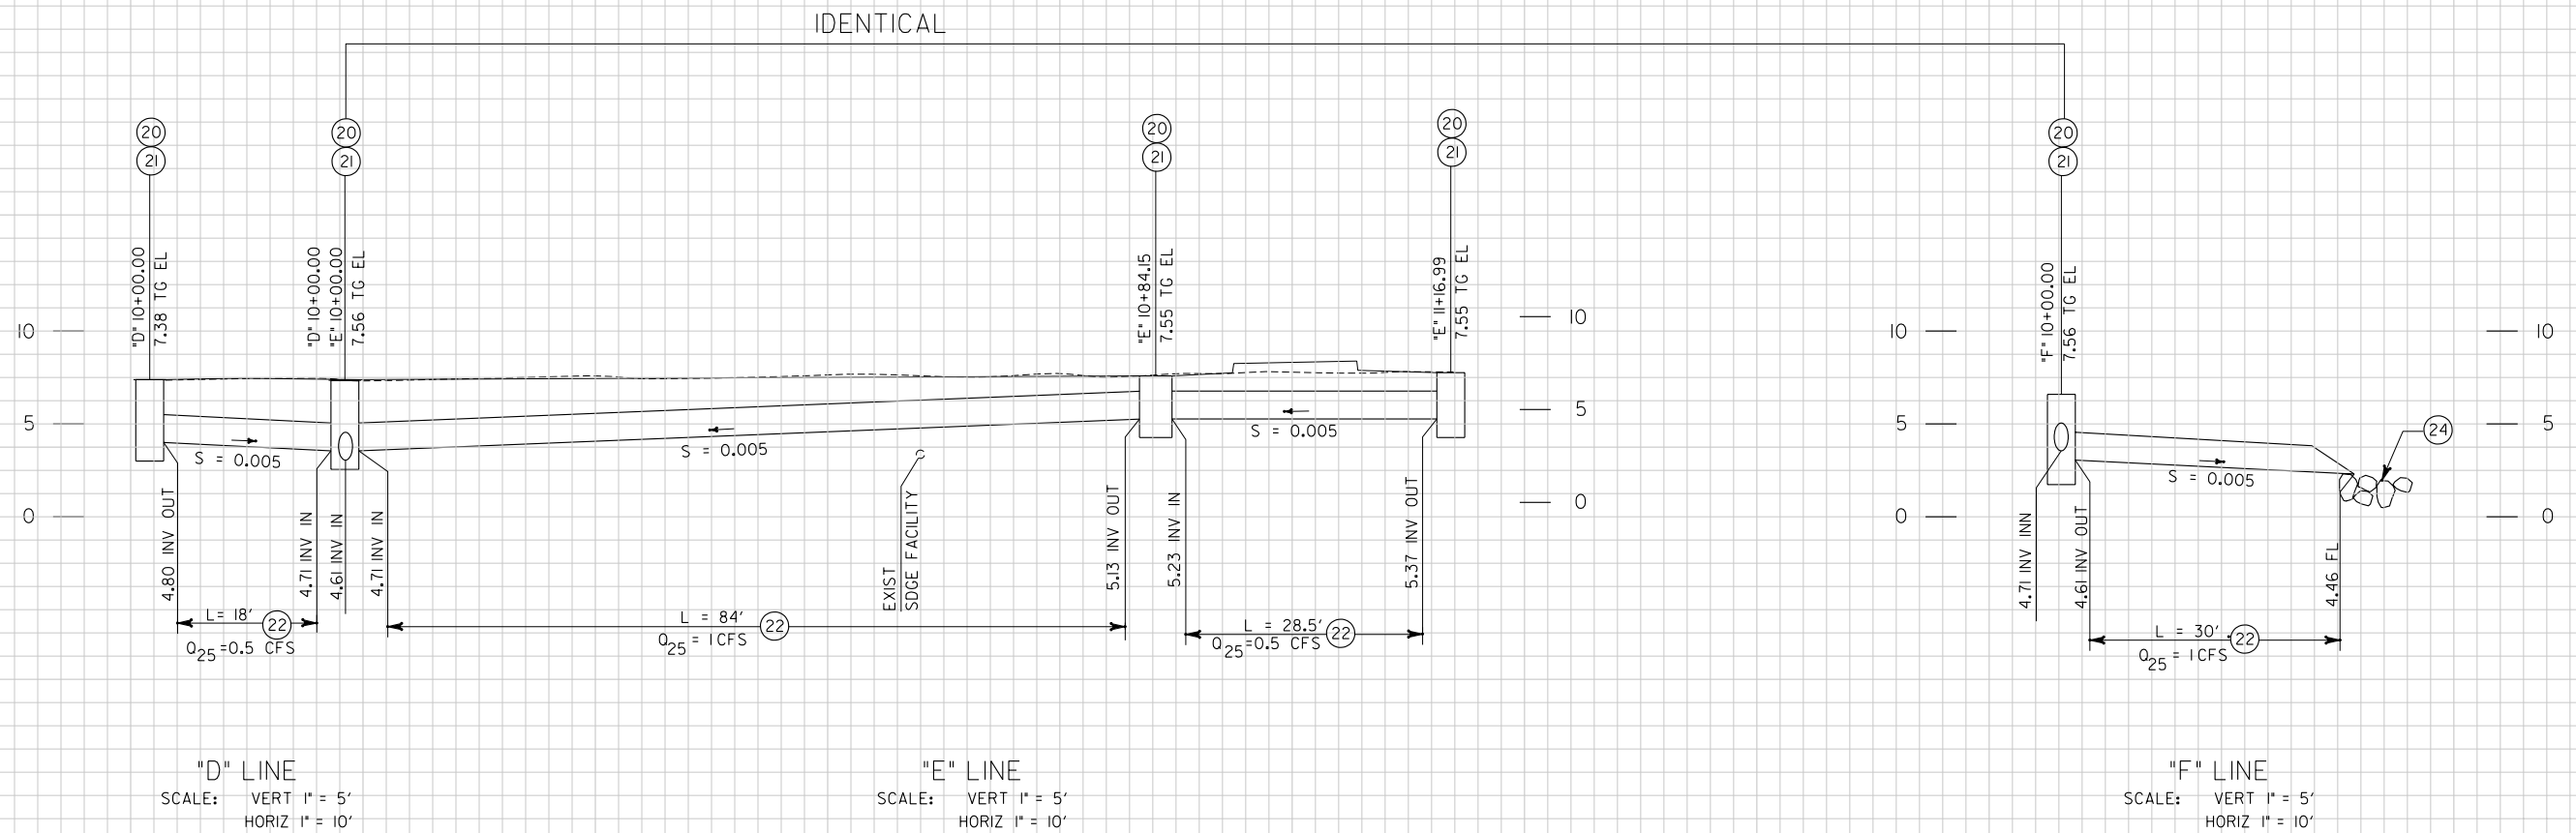 IDENTICAL
20
21
20
21
20
21
20
21
20
21
"D" 10+00.00
7.38 TG EL
"D" 10+00.00
"E" 10+00.00
7.56 TG EL
"E" 10+84.15
7.55 TG EL
"E" 11+16.99
7.55 TG EL
"F" 10+00.00
7.56 TG EL
10
5
0
10
5
0
10
5
0
10
5
0
S = 0.005
S = 0.005
S = 0.005
S = 0.005
24
4.80 INV OUT
4.71 INV IN
4.61 INV IN
4.71 INV IN
EXIST
SDGE FACILITY
5.13 INV OUT
5.23 INV IN
5.37 INV OUT
4.71 INV INN
4.61 INV OUT
4.46 FL
L= 18' 22
Q25=0.5 CFS
L = 84' 22
Q25 = 1 CFS
L = 28.5' 22
Q25=0.5 CFS
L = 30' 22
Q25 = 1 CFS
"D" LINE
SCALE: VERT 1" = 5'
HORIZ 1" = 10'
"E" LINE
SCALE: VERT 1" = 5'
HORIZ 1" = 10'
"F" LINE
SCALE: VERT 1" = 5'
HORIZ 1" = 10'